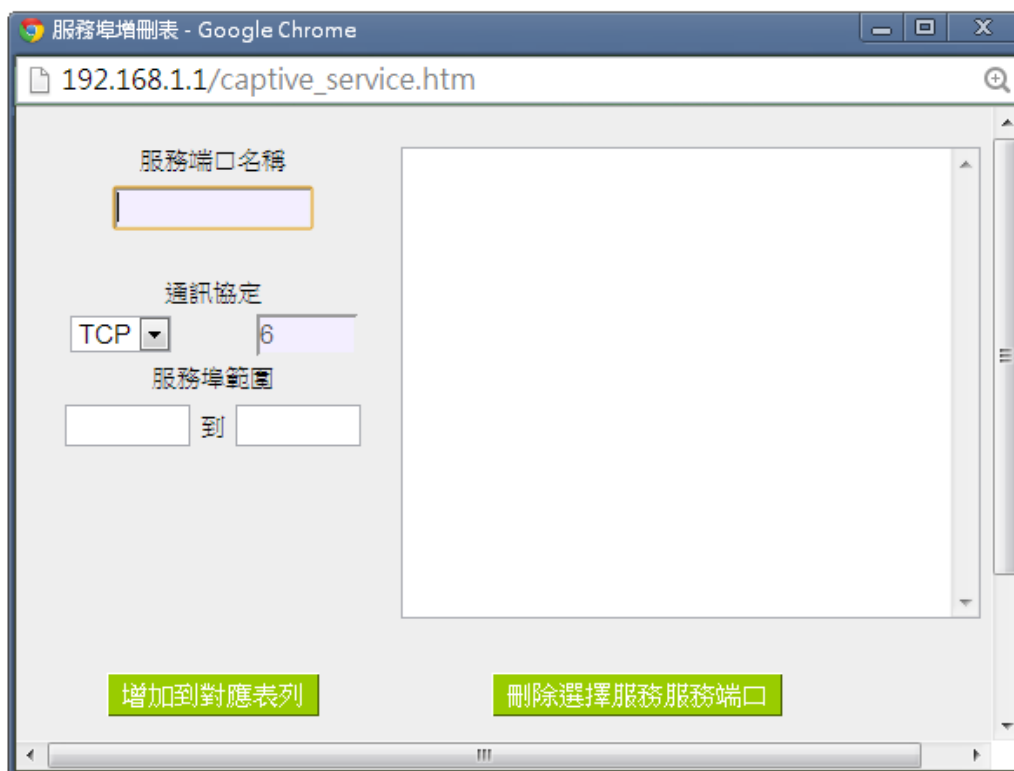 服務埠增刪表 - Google Chrome
192.168.1.1/captive_service.htm
服務端口名稱
通訊協定
TCP 6
服務埠範圍
到
增加到對應表列
刪除選擇服務服務端口